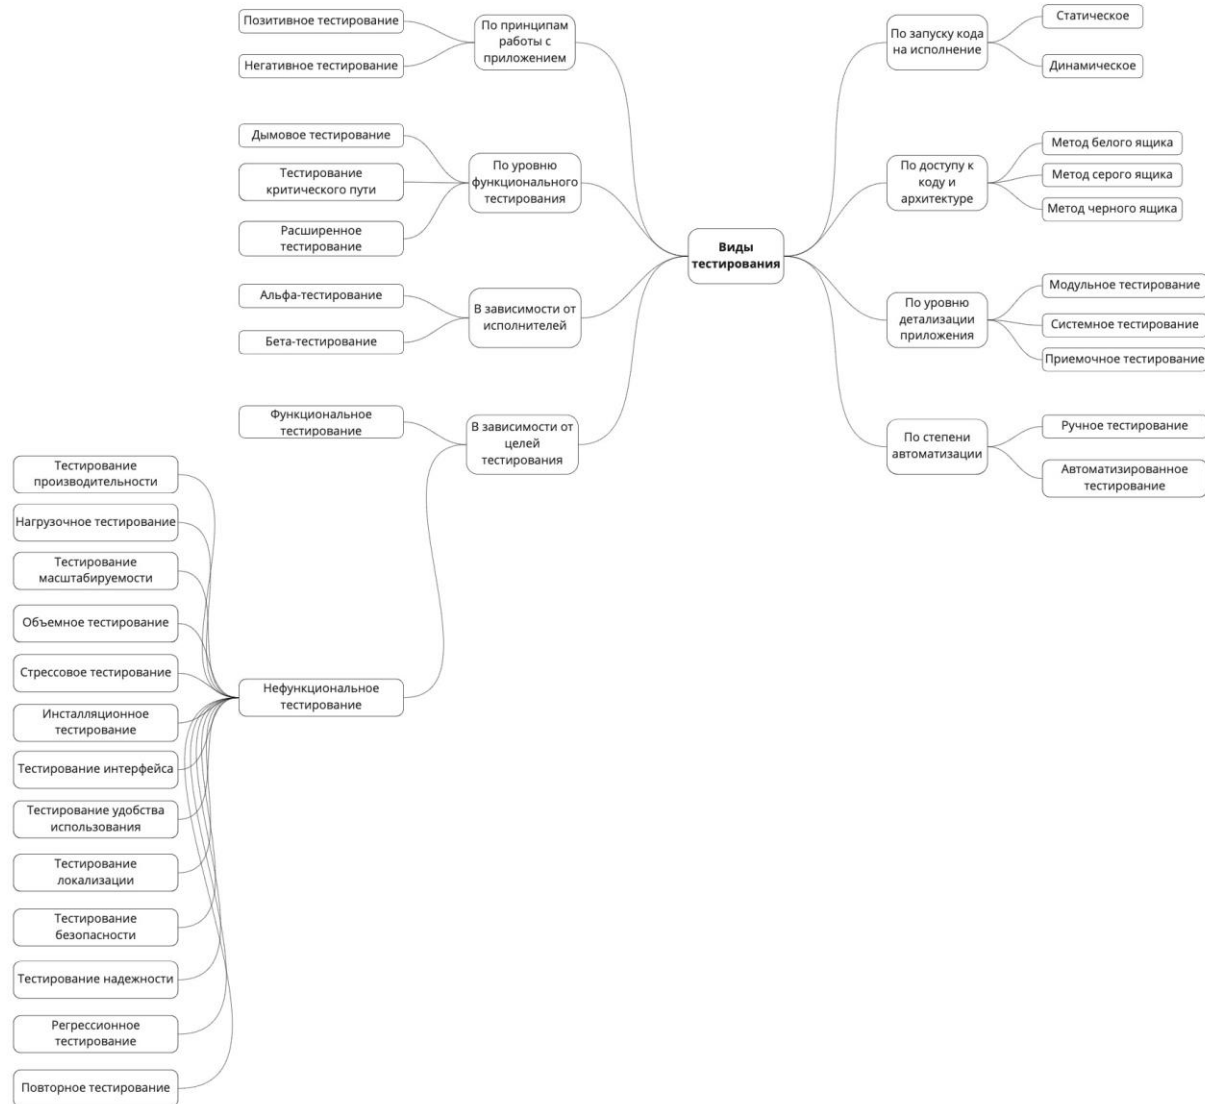 Виды
тестирования
По принципам
работы с
приложением
Позитивное тестирование
Негативное тестирование
По уровню
функционального
тестирования
Дымовое тестирование
Тестирование
критического пути
Расширенное
тестирование
В зависимости от
исполнителей
Альфа-тестирование
Бета-тестирование
В зависимости от
целей
тестирования
Функциональное
тестирование
Нефункциональное
тестирование
Тестирование
производительности
Нагрузочное тестирование
Тестирование
масштабируемости
Объемное тестирование
Стрессовое тестирование
Инсталляционное
тестирование
Тестирование интерфейса
Тестирование удобства
использования
Тестирование
локализации
Тестирование
безопасности
Тестирование надежности
Регрессионное
тестирование
Повторное тестирование
По запуску кода
на исполнение
Статическое
Динамическое
По доступу к
коду и
архитектуре
Метод белого ящика
Метод серого ящика
Метод черного ящика
По уровню
детализации
приложения
Модульное тестирование
Системное тестирование
Приемочное тестирование
По степени
автоматизации
Ручное тестирование
Автоматизированное
тестирование